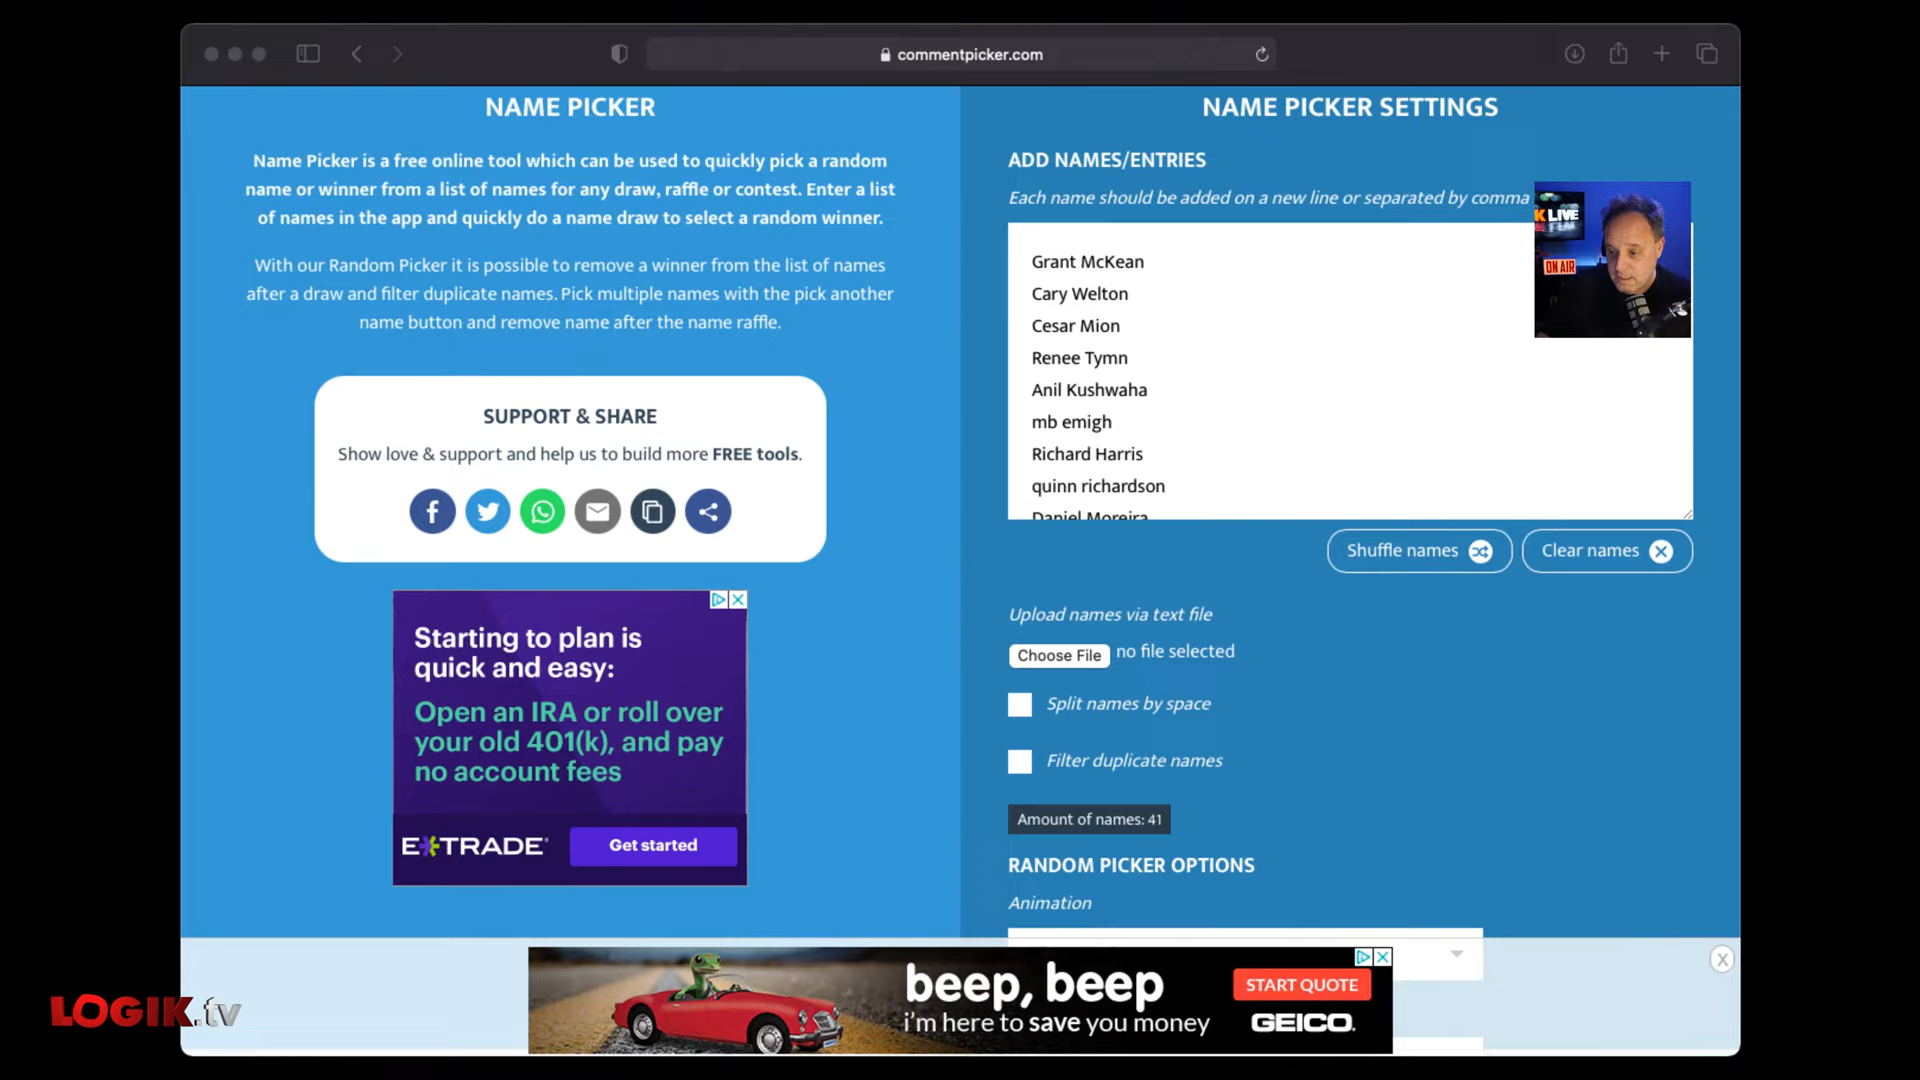 commentpicker.com
NAME PICKER
Name Picker is a free online tool which can be used to quickly pick a random
name or winner from a list of names for any draw, raffle or contest. Enter a list
of names in the app and quickly do a name draw to select a random winner.
With our Random Picker it is possible to remove a winner from the list of names
after a draw and filter duplicate names. Pick multiple names with the pick another
name button and remove name after the name raffle.
SUPPORT & SHARE
Show love & support and help us to build more FREE tools.
Starting to plan is
quick and easy:
Open an IRA or roll over
your old 401(k), and pay
no account fees
E*TRADE
Get started
NAME PICKER SETTINGS
ADD NAMES/ENTRIES
Each name should be added on a new line or separated by comma
K LIVE
ON AIR
Grant McKean
Cary Welton
Cesar Mion
Renee Tymn
Anil Kushwaha
mb emigh
Richard Harris
quinn richardson
Daniel Moreira
Shuffle names
Clear names
Upload names via text file
Choose File no file selected
Split names by space
Filter duplicate names
Amount of names: 41
RANDOM PICKER OPTIONS
Animation
beep, beep
i'm here to save you money
START QUOTE
GEICO.
X
LOGIK.tv